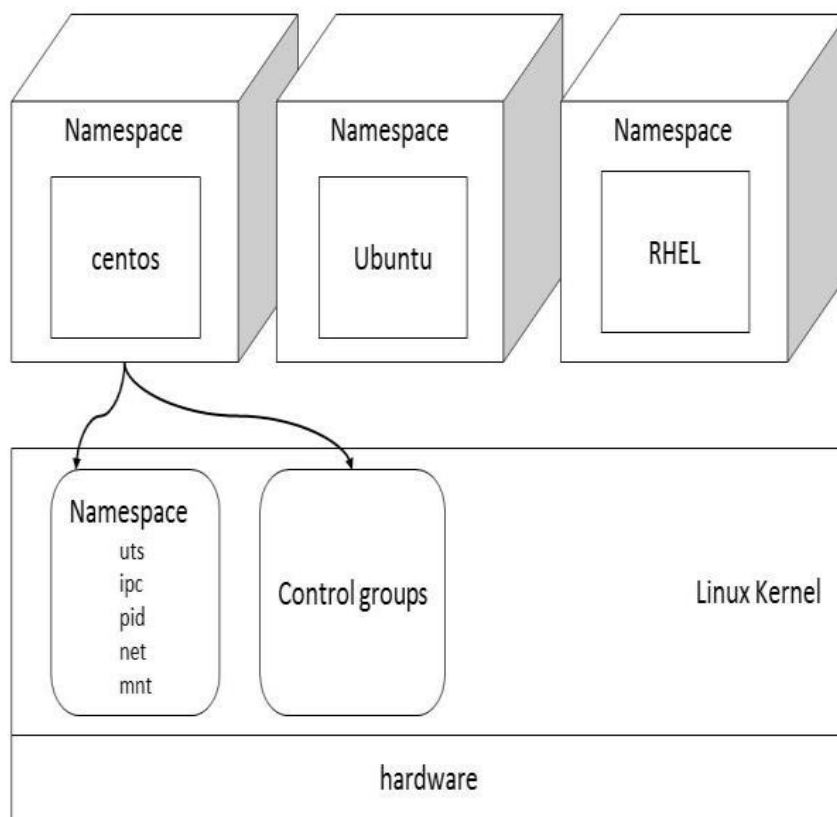 Namespace
Namespace
Namespace
centos
Ubuntu
RHEL
Namespace
uts
ipc
pid
net
mnt
Control groups
Linux Kernel
hardware